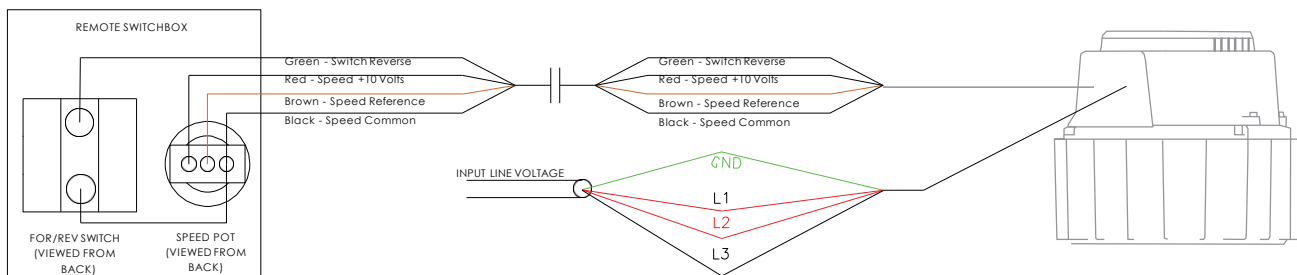 REMOTE SWITCHBOX
Green - Switch Reverse
Red - Speed +10 Volts
Brown - Speed Reference
Black - Speed Common
Green - Switch Reverse
Red - Speed +10 Volts
Brown - Speed Reference
Black - Speed Common
INPUT LINE VOLTAGE
GND
L1
L2
L3
FOR/REV SWITCH
(VIEWED FROM
BACK)
SPEED POT
(VIEWED FROM
BACK)